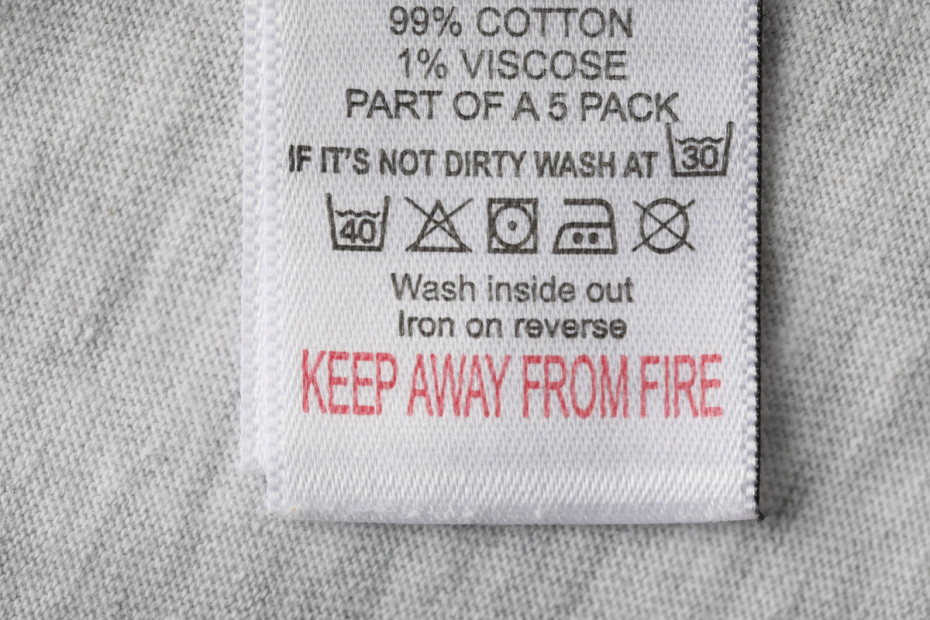 99% COTTON
1% VISCOSE
PART OF A 5 PACK
IF IT'S NOT DIRTY WASH AT 30
40
Wash inside out
Iron on reverse
KEEP AWAY FROM FIRE